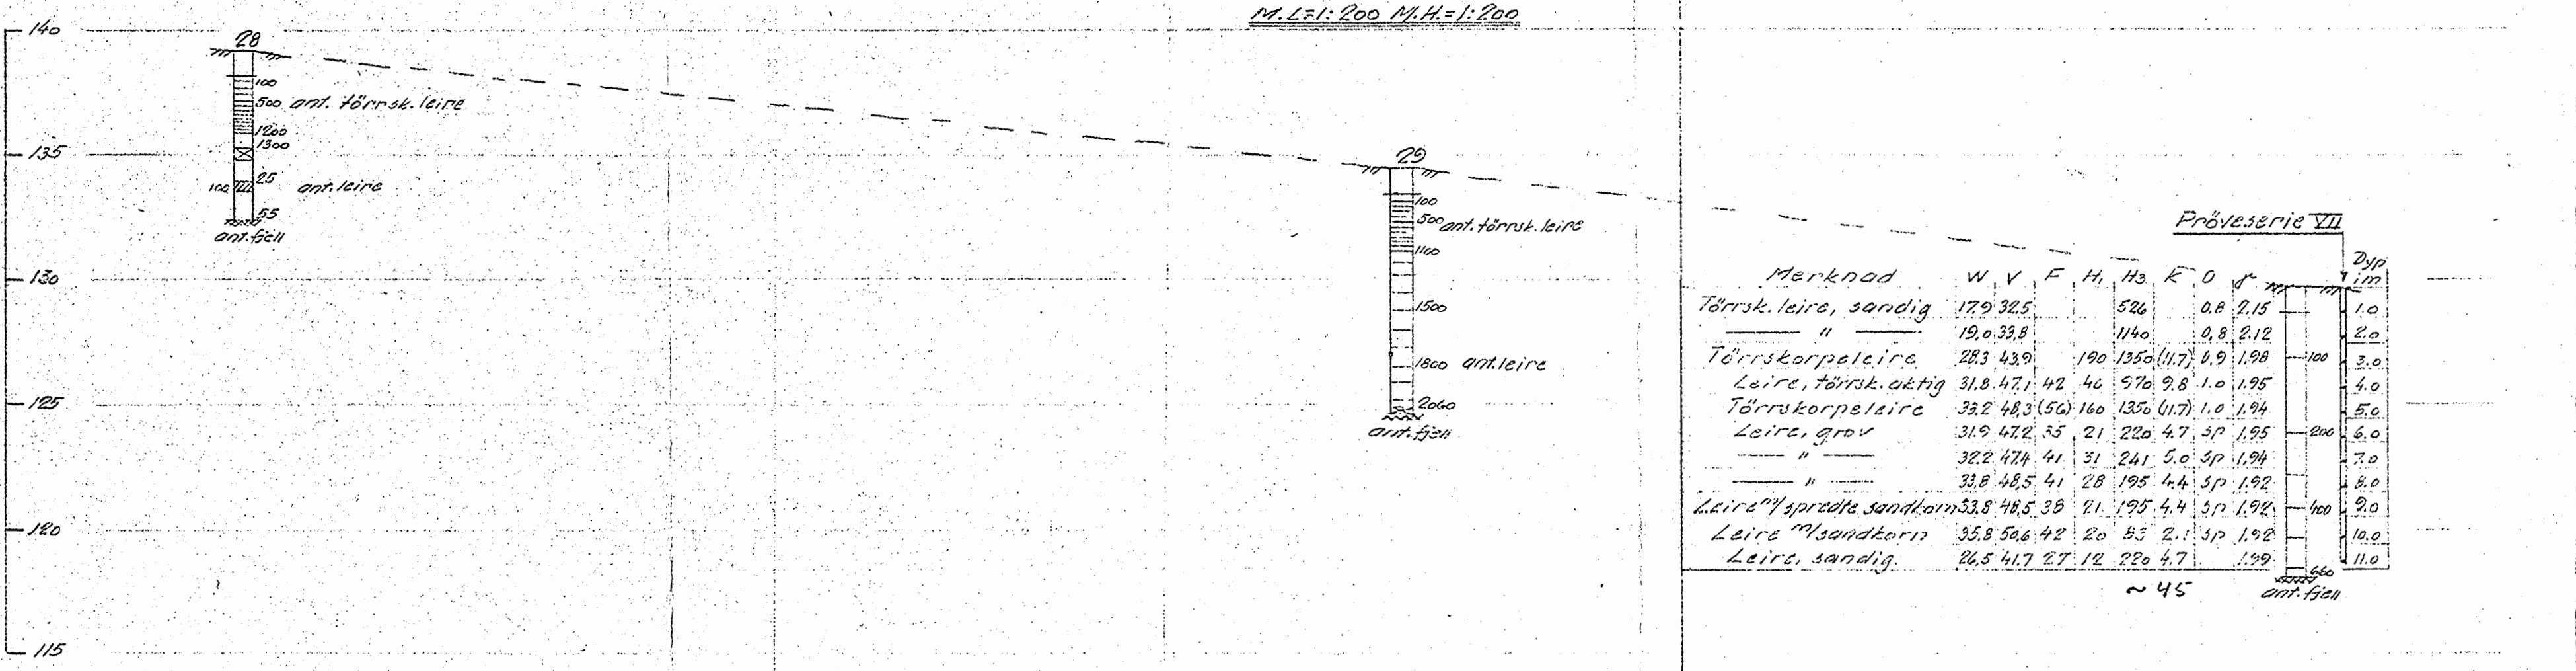 M.L=1:200 M.H.=1:200
140
135
130
125
120
115
28
100
500 ant. törrsk. leire
1200
1300
100 25 ant. leire
55
ant. fjell
29
100
500 ant. törrsk. leire
1100
1500
1800 ant. leire
2060
ant. fjell
Pröveserie VII
Merknad W V F H1 H3 K O γ Dyp i m
Törrsk. leire, sandig 17.9 32.5 526 0.8 2.15 1.0
" 19.0 33.8 1140 0.8 2.12 2.0
Törrskorpeleire 28.3 43.9 190 1350 (11.7) 0.9 1.98 100 3.0
Leire, törrsk. aktig 31.8 47.1 42 46 970 9.8 1.0 1.95 4.0
Törrskorpeleire 33.2 48.3 (56) 160 1350 (11.7) 1.0 1.94 5.0
Leire, grov 31.9 47.2 35 21 220 4.7 sp 1.95 200 6.0
" 32.2 47.4 41 31 241 5.0 sp 1.94 7.0
" 33.8 48.5 41 28 195 4.4 sp 1.92 8.0
Leire m/spredte sandkorn 33.8 48.5 38 21 195 4.4 sp 1.92 400 9.0
Leire m/sandkorn 35.8 50.6 42 20 83 2.1 sp 1.92 10.0
Leire, sandig. 26.5 41.7 27 12 220 4.7 1.99 11.0
660
~ 45
ant. fjell